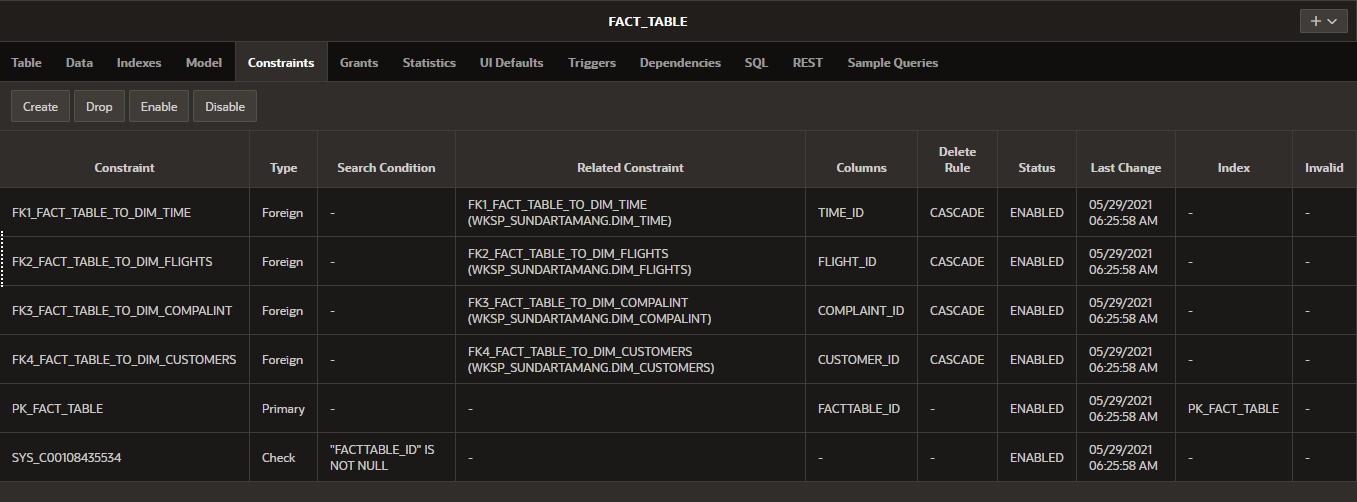 FACT_TABLE
Table Data Indexes Model Constraints Grants Statistics UI Defaults Triggers Dependencies SQL REST Sample Queries
Create Drop Enable Disable
Constraint Type Search Condition Related Constraint Columns Delete Rule Status Last Change Index Invalid
FK1_FACT_TABLE_TO_DIM_TIME Foreign - FK1_FACT_TABLE_TO_DIM_TIME (WKSP_SUNDARTAMANG.DIM_TIME) TIME_ID CASCADE ENABLED 05/29/2021 06:25:58 AM - -
FK2_FACT_TABLE_TO_DIM_FLIGHTS Foreign - FK2_FACT_TABLE_TO_DIM_FLIGHTS (WKSP_SUNDARTAMANG.DIM_FLIGHTS) FLIGHT_ID CASCADE ENABLED 05/29/2021 06:25:58 AM - -
FK3_FACT_TABLE_TO_DIM_COMPALINT Foreign - FK3_FACT_TABLE_TO_DIM_COMPALINT (WKSP_SUNDARTAMANG.DIM_COMPALINT) COMPLAINT_ID CASCADE ENABLED 05/29/2021 06:25:58 AM - -
FK4_FACT_TABLE_TO_DIM_CUSTOMERS Foreign - FK4_FACT_TABLE_TO_DIM_CUSTOMERS (WKSP_SUNDARTAMANG.DIM_CUSTOMERS) CUSTOMER_ID CASCADE ENABLED 05/29/2021 06:25:58 AM - -
PK_FACT_TABLE Primary - - FACTTABLE_ID - ENABLED 05/29/2021 06:25:58 AM PK_FACT_TABLE -
SYS_C00108435534 Check "FACTTABLE_ID" IS NOT NULL - - - ENABLED 05/29/2021 06:25:58 AM - -